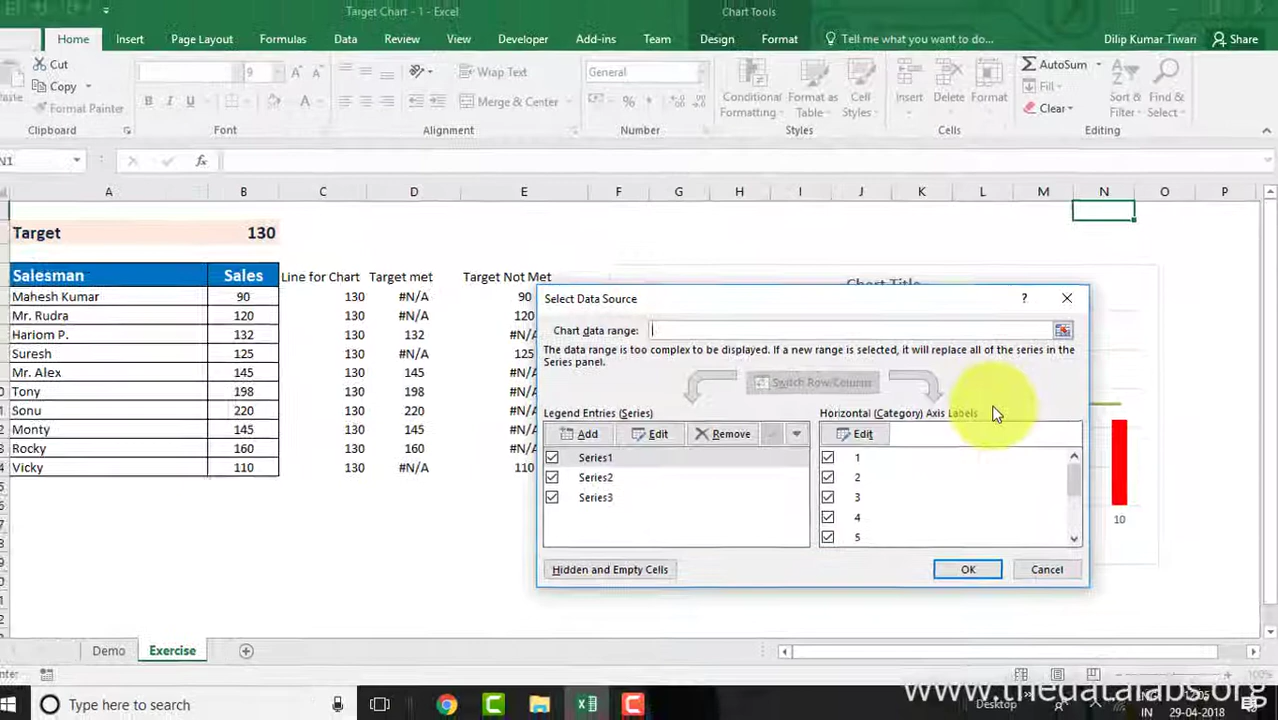 Target Chart - 1 - Excel
Chart Tools
Home Insert Page Layout Formulas Data Review View Developer Add-ins Team Design Format Tell me what you want to do... Dilip Kumar Tiwari Share
Cut
Copy
Format Painter
Clipboard
9
Font
Wrap Text
Merge & Center
Alignment
General
Number
Conditional Formatting
Format as Table
Cell Styles
Styles
Insert Delete Format
Cells
AutoSum
Fill
Clear
Sort & Filter
Find & Select
Editing
N1
fx
A B C D E F G H I J K L M N O P
Target 130
Salesman Sales Line for Chart Target met Target Not Met
Mahesh Kumar 90 130 #N/A 90
Mr. Rudra 120 130 #N/A 120
Hariom P. 132 130 132 #N/
Suresh 125 130 #N/A 125
Mr. Alex 145 130 145 #N/
Tony 198 130 198 #N/
Sonu 220 130 220 #N/
Monty 145 130 145 #N/
Rocky 160 130 160 #N/
Vicky 110 130 #N/A 110
Chart Title
10
Select Data Source
?
Chart data range:
The data range is too complex to be displayed. If a new range is selected, it will replace all of the series in the
Series panel.
Switch Row/Column
Legend Entries (Series) Horizontal (Category) Axis Labels
Add Edit Remove Edit
Series1 1
Series2 2
Series3 3
4
5
Hidden and Empty Cells OK Cancel
Demo Exercise
www.thedatalabs.org
Type here to search
Desktop
12:05
IN 29-04-2018